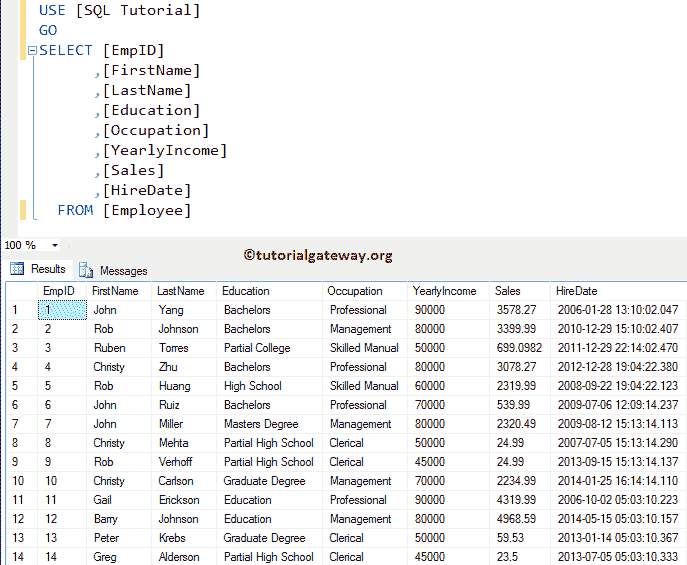 USE [SQL Tutorial]
GO
SELECT [EmpID]
,[FirstName]
,[LastName]
,[Education]
,[Occupation]
,[YearlyIncome]
,[Sales]
,[HireDate]
FROM [Employee]
100 %
©tutorialgateway.org
Results Messages
EmpID FirstName LastName Education Occupation YearlyIncome Sales HireDate
1 1 John Yang Bachelors Professional 90000 3578.27 2006-01-28 13:10:02.047
2 2 Rob Johnson Bachelors Management 80000 3399.99 2010-12-29 15:10:02.407
3 3 Ruben Torres Partial College Skilled Manual 50000 699.0982 2011-12-29 22:14:02.470
4 4 Christy Zhu Bachelors Professional 80000 3078.27 2012-12-28 19:04:22.380
5 5 Rob Huang High School Skilled Manual 60000 2319.99 2008-09-22 19:04:22.123
6 6 John Ruiz Bachelors Professional 70000 539.99 2009-07-06 12:09:14.237
7 7 John Miller Masters Degree Management 80000 2320.49 2009-08-12 15:13:14.113
8 8 Christy Mehta Partial High School Clerical 50000 24.99 2007-07-05 15:13:14.290
9 9 Rob Verhoff Partial High School Clerical 45000 24.99 2013-09-15 15:13:14.137
10 10 Christy Carlson Graduate Degree Management 70000 2234.99 2014-01-25 16:14:14.110
11 11 Gail Erickson Education Professional 90000 4319.99 2006-10-02 05:03:10.223
12 12 Barry Johnson Education Management 80000 4968.59 2014-05-15 05:03:10.157
13 13 Peter Krebs Graduate Degree Clerical 50000 59.53 2013-01-14 05:03:10.367
14 14 Greg Alderson Partial High School Clerical 45000 23.5 2013-07-05 05:03:10.333